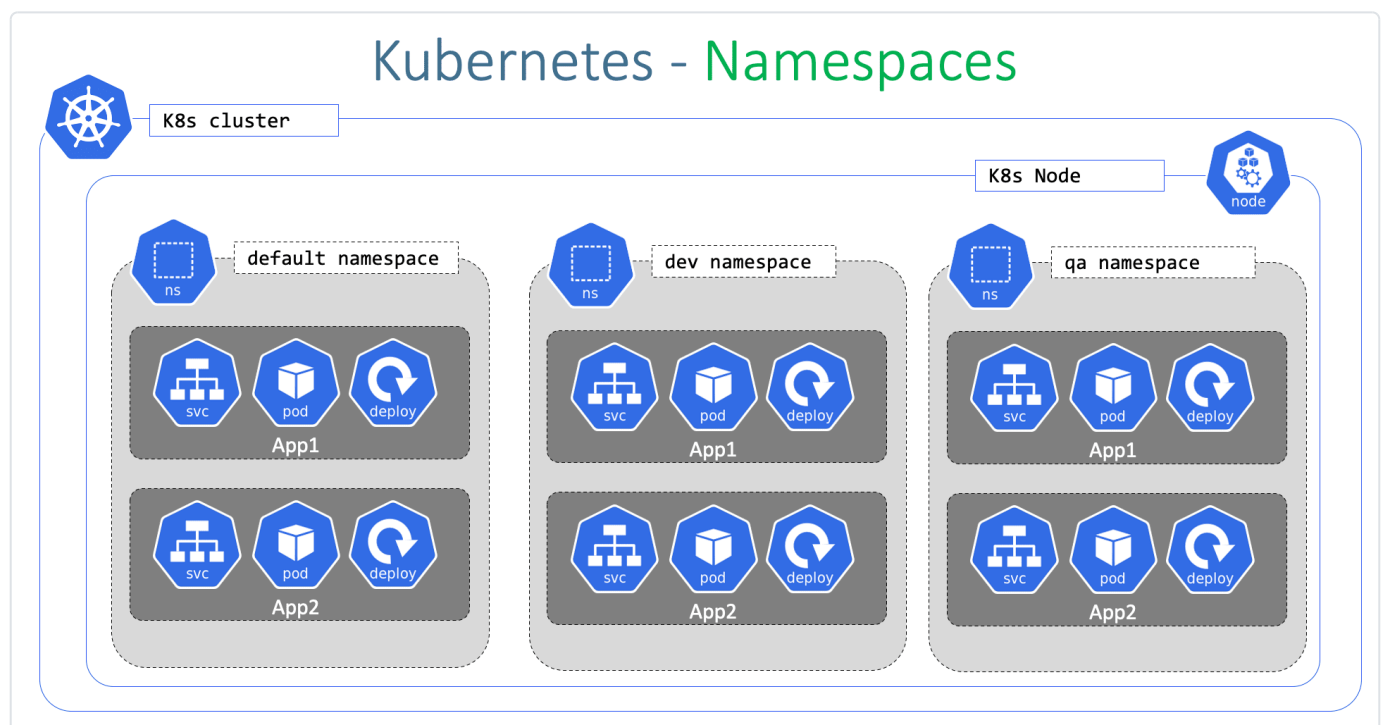 Kubernetes - Namespaces
K8s cluster
K8s Node
node
default namespace
ns
svc
pod
deploy
App1
svc
pod
deploy
App2
dev namespace
ns
svc
pod
deploy
App1
svc
pod
deploy
App2
qa namespace
ns
svc
pod
deploy
App1
svc
pod
deploy
App2